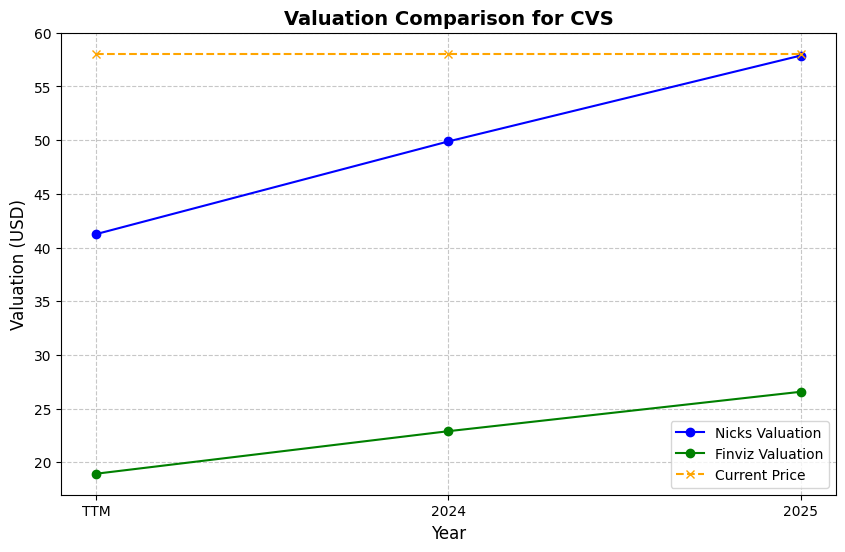 Valuation Comparison for CVS
Valuation (USD)
60
55
50
45
40
35
30
25
20
TTM
2024
2025
Year
Nicks Valuation
Finviz Valuation
Current Price